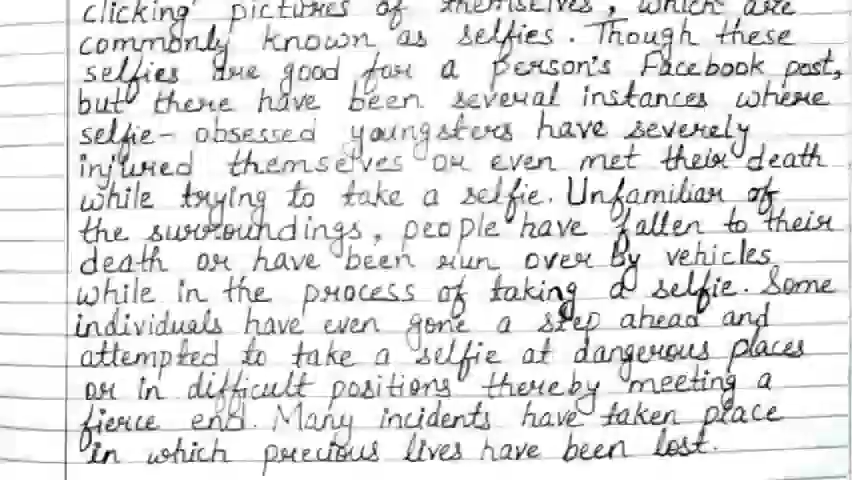 clicking pictures of themselves, which are
commonly known as selfies. Though these
selfies are good for a person's Facebook post,
but there have been several instances where
selfie- obsessed youngsters have severely
injured themselves or even met their death
while trying to take a selfie. Unfamiliar of
the surroundings, people have fallen to their
death or have been run over by vehicles
while in the process of taking a selfie. Some
individuals have even gone a step ahead and
attempted to take a selfie at dangerous places
or in difficult positions thereby meeting a
fierce end. Many incidents have taken place
in which precious lives have been lost.